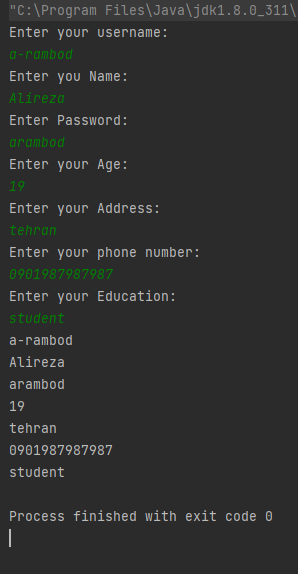 "C:\Program Files\Java\jdk1.8.0_311\
Enter your username:
a-rambod
Enter you Name:
Alireza
Enter Password:
arambod
Enter your Age:
19
Enter your Address:
tehran
Enter your phone number:
0901987987987
Enter your Education:
student
a-rambod
Alireza
arambod
19
tehran
0901987987987
student
Process finished with exit code 0